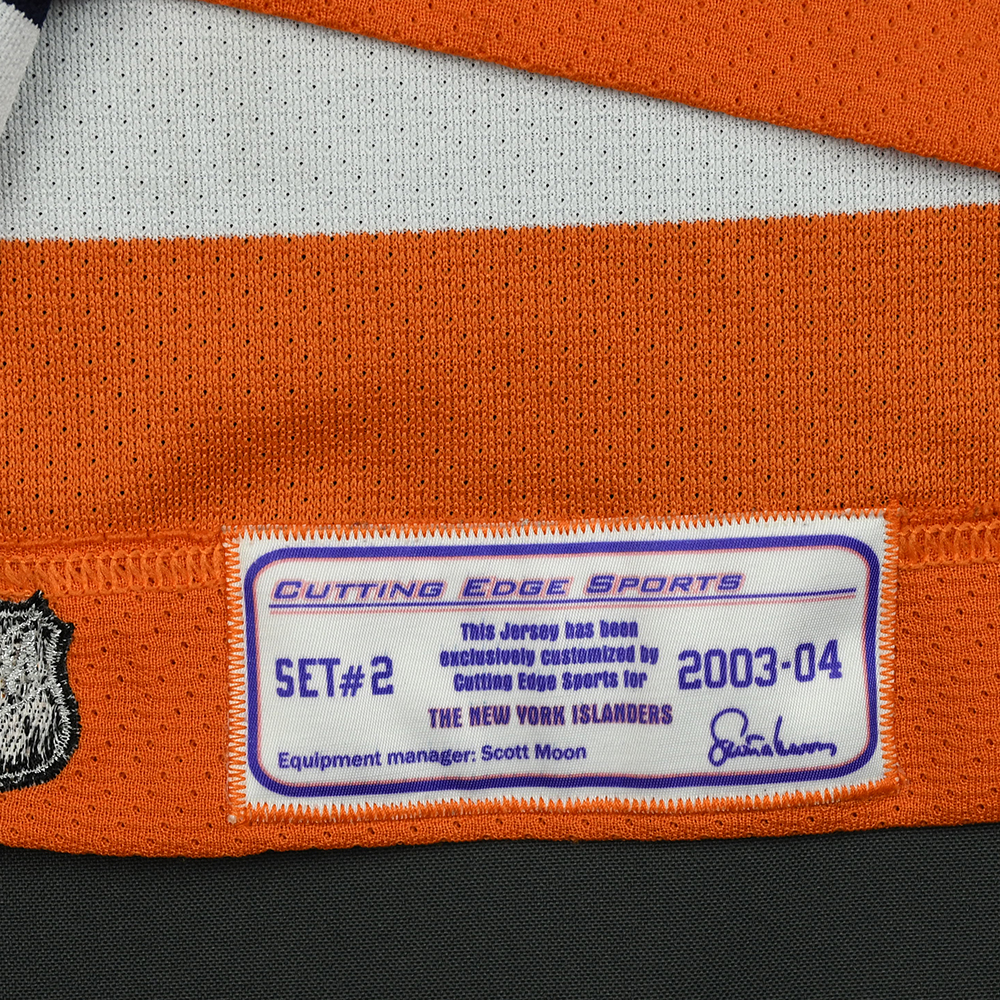 CUTTING EDGE SPORTS
This Jersey has been
exclusively customized by
Cutting Edge Sports for
SET#2
2003-04
THE NEW YORK ISLANDERS
Equipment manager: Scott Moon